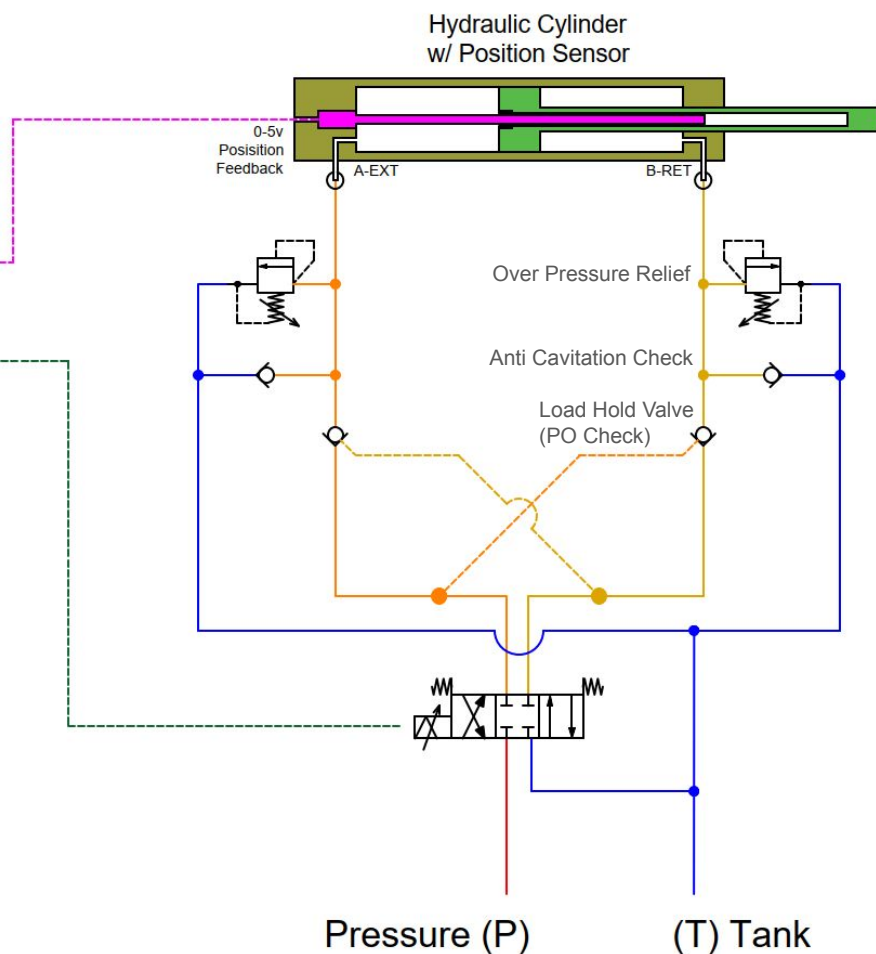 Hydraulic Cylinder
w/ Position Sensor
0-5v
Posisition
Feedback
A-EXT
B-RET
Over Pressure Relief
Anti Cavitation Check
Load Hold Valve
(PO Check)
Pressure (P)
(T) Tank